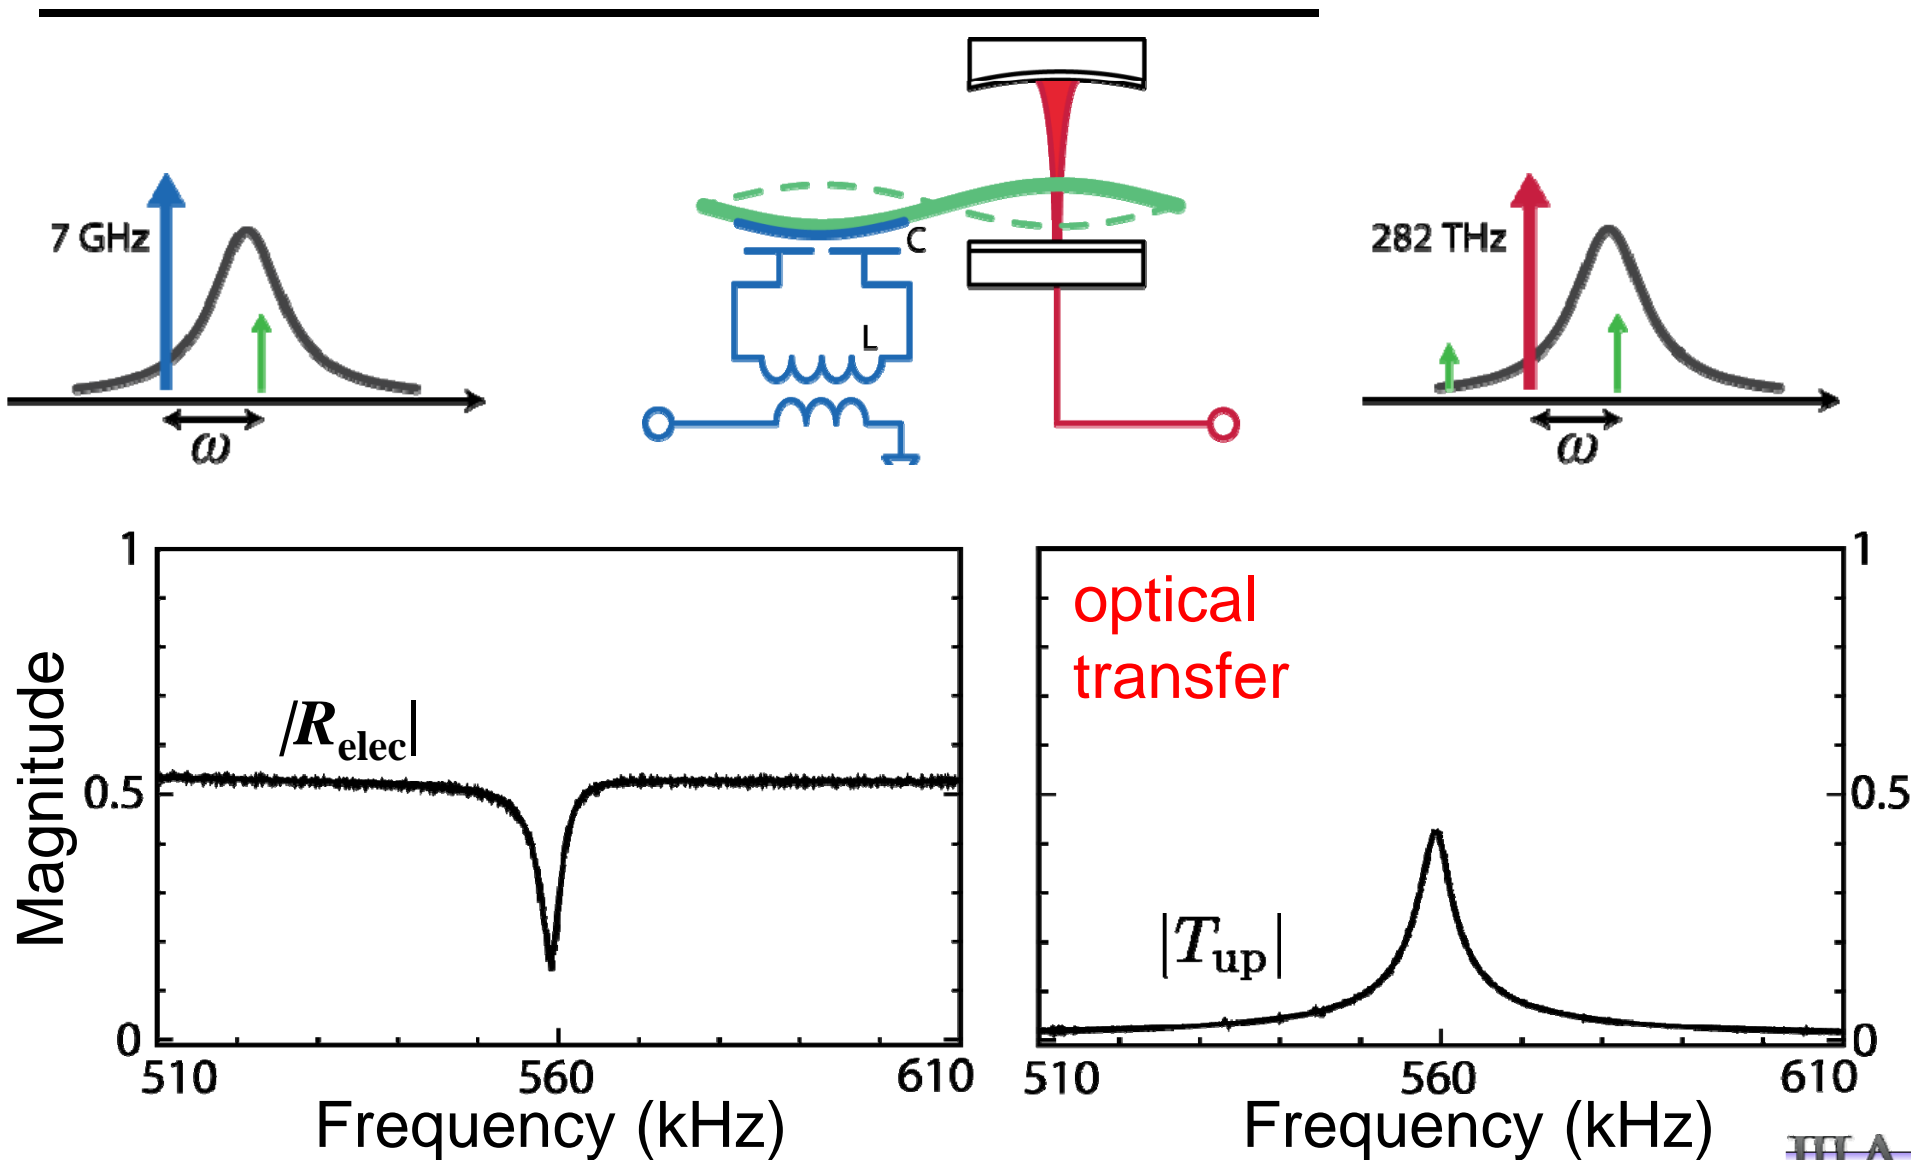 7 GHz
ω
C
L
282 THz
ω
Magnitude
1
0.5
0
|R_elec|
510
560
610
Frequency (kHz)
optical
transfer
|T_up|
1
0.5
0
510
560
610
Frequency (kHz)